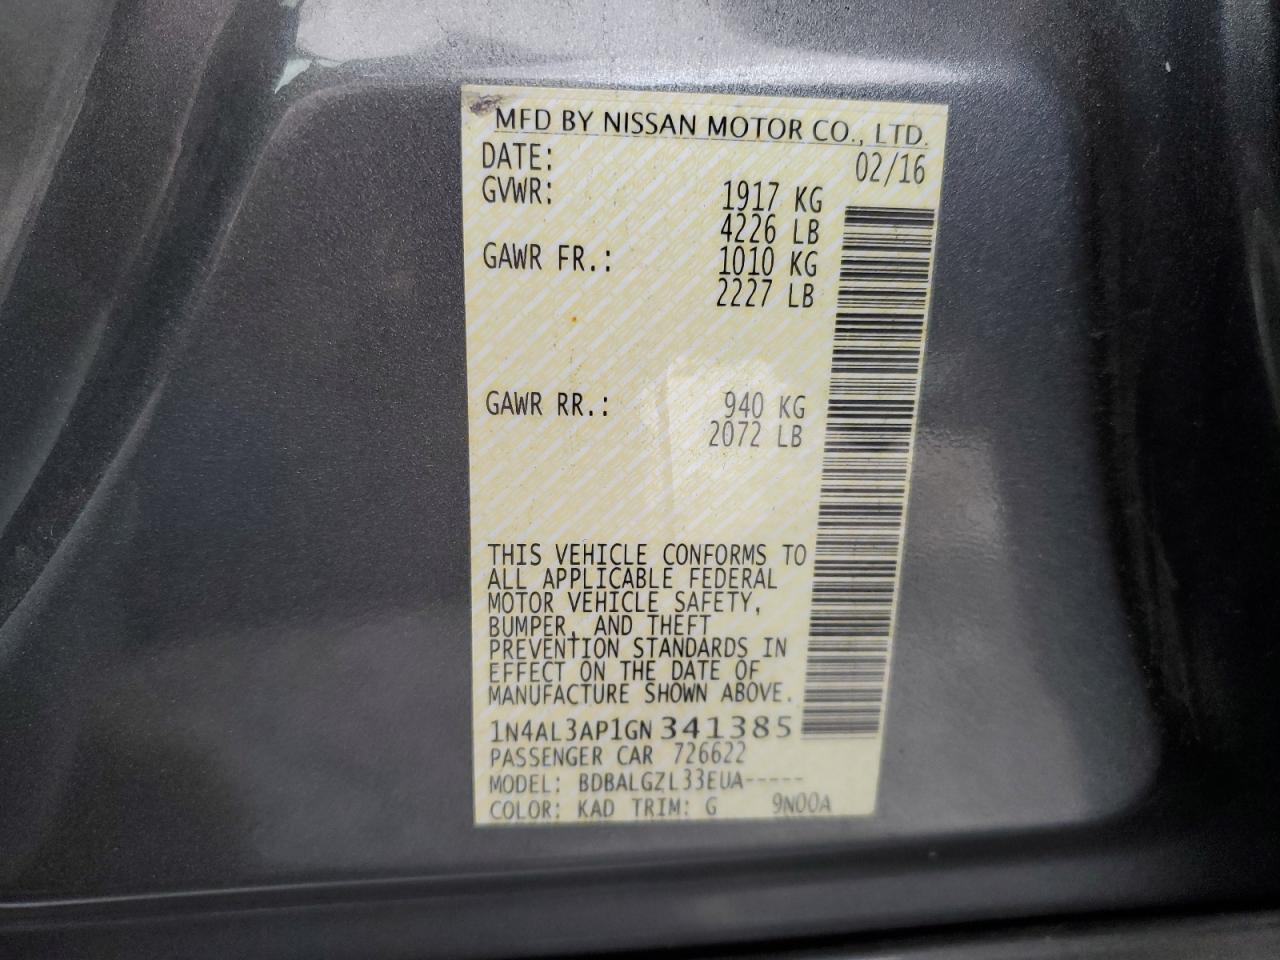 MFD BY NISSAN MOTOR CO., LTD.
DATE: 02/16
GVWR: 1917 KG
4226 LB
GAWR FR.: 1010 KG
2227 LB
GAWR RR.: 940 KG
2072 LB
THIS VEHICLE CONFORMS TO
ALL APPLICABLE FEDERAL
MOTOR VEHICLE SAFETY,
BUMPER, AND THEFT
PREVENTION STANDARDS IN
EFFECT ON THE DATE OF
MANUFACTURE SHOWN ABOVE.
1N4AL3AP1GN341385
PASSENGER CAR 726622
MODEL: BDBALGZL33EUA-----
COLOR: KAD TRIM: G 9N00A